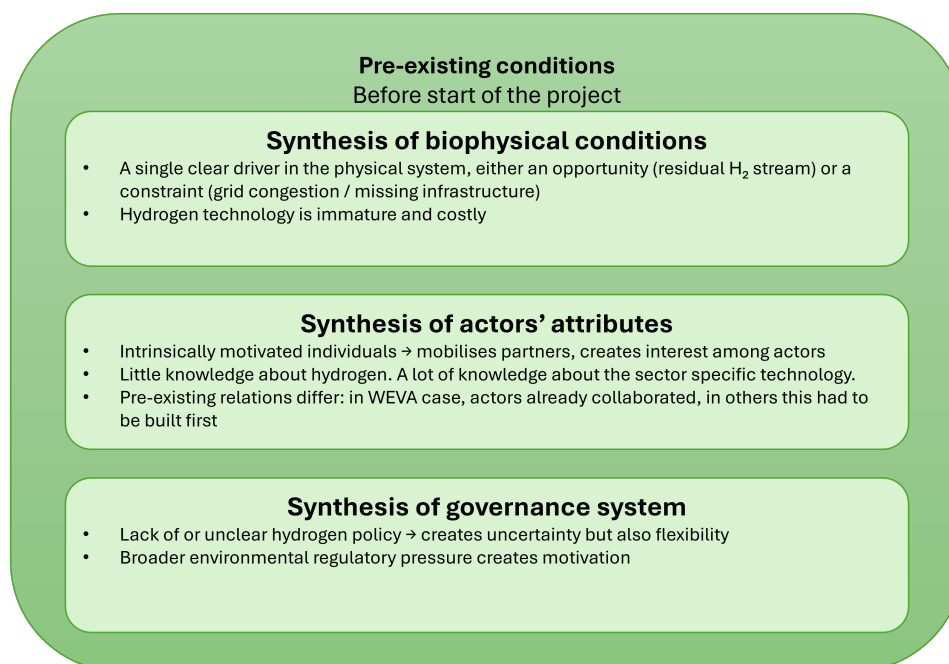 Pre-existing conditions
Before start of the project
Synthesis of biophysical conditions
• A single clear driver in the physical system, either an opportunity (residual H₂ stream) or a
constraint (grid congestion / missing infrastructure)
• Hydrogen technology is immature and costly
Synthesis of actors’ attributes
• Intrinsically motivated individuals → mobilises partners, creates interest among actors
• Little knowledge about hydrogen. A lot of knowledge about the sector specific technology.
• Pre-existing relations differ: in WEVA case, actors already collaborated, in others this had to
be built first
Synthesis of governance system
• Lack of or unclear hydrogen policy → creates uncertainty but also flexibility
• Broader environmental regulatory pressure creates motivation